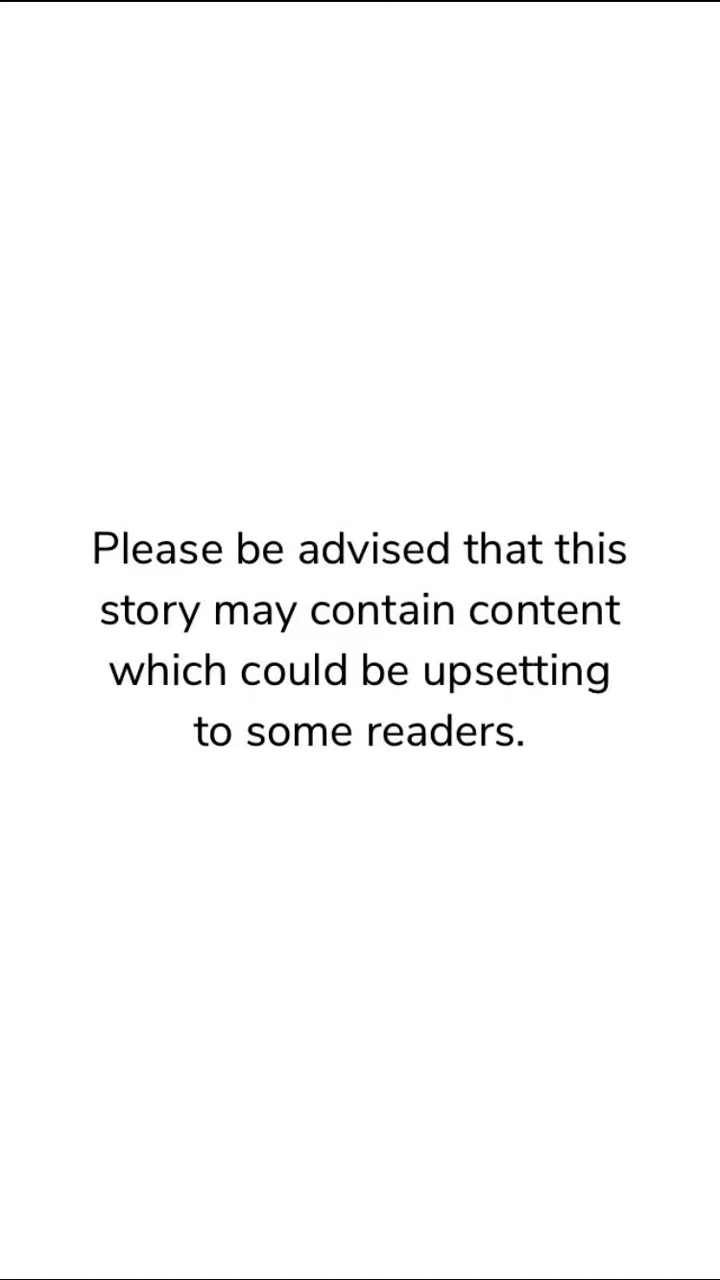 Please be advised that this
story may contain content
which could be upsetting
to some readers.